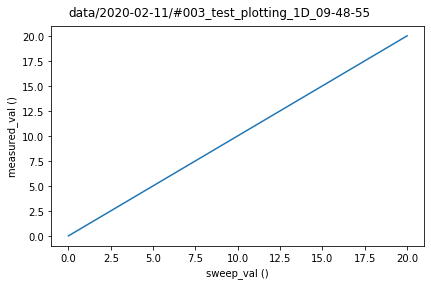 data/2020-02-11/#003_test_plotting_1D_09-48-55
20.0
17.5
15.0
12.5
10.0
7.5
5.0
2.5
0.0
measured_val ()
0.0 2.5 5.0 7.5 10.0 12.5 15.0 17.5 20.0
sweep_val ()